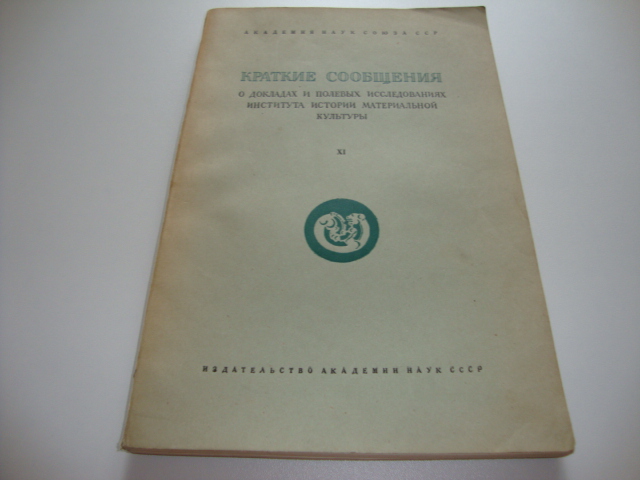 АКАДЕМИЯ НАУК СОЮЗА ССР
КРАТКИЕ СООБЩЕНИЯ
О ДОКЛАДАХ И ПОЛЕВЫХ ИССЛЕДОВАНИЯХ
ИНСТИТУТА ИСТОРИИ МАТЕРИАЛЬНОЙ
КУЛЬТУРЫ
XI
ИЗДАТЕЛЬСТВО АКАДЕМИИ НАУК СССР